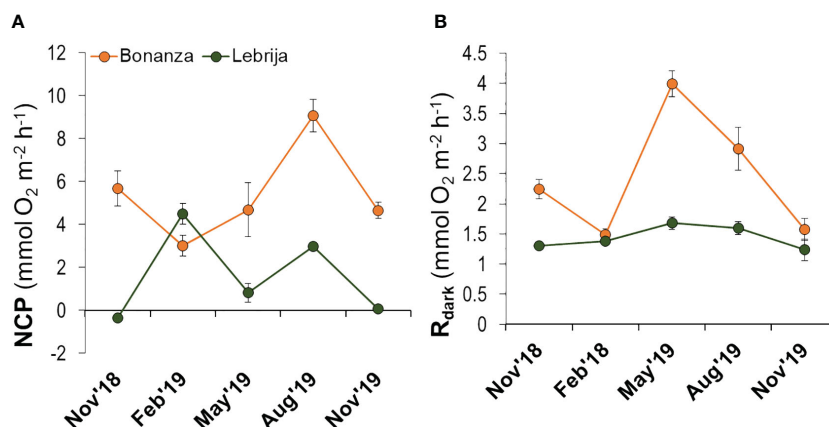 A
Bonanza Lebrija
NCP (mmol O2 m-2 h-1)
12
10
8
6
4
2
0
-2
Nov'18
Feb'19
May'19
Aug'19
Nov'19
B
Rdark (mmol O2 m-2 h-1)
4.5
4
3.5
3
2.5
2
1.5
1
0.5
0
Nov'18
Feb'18
May'19
Aug'19
Nov'19